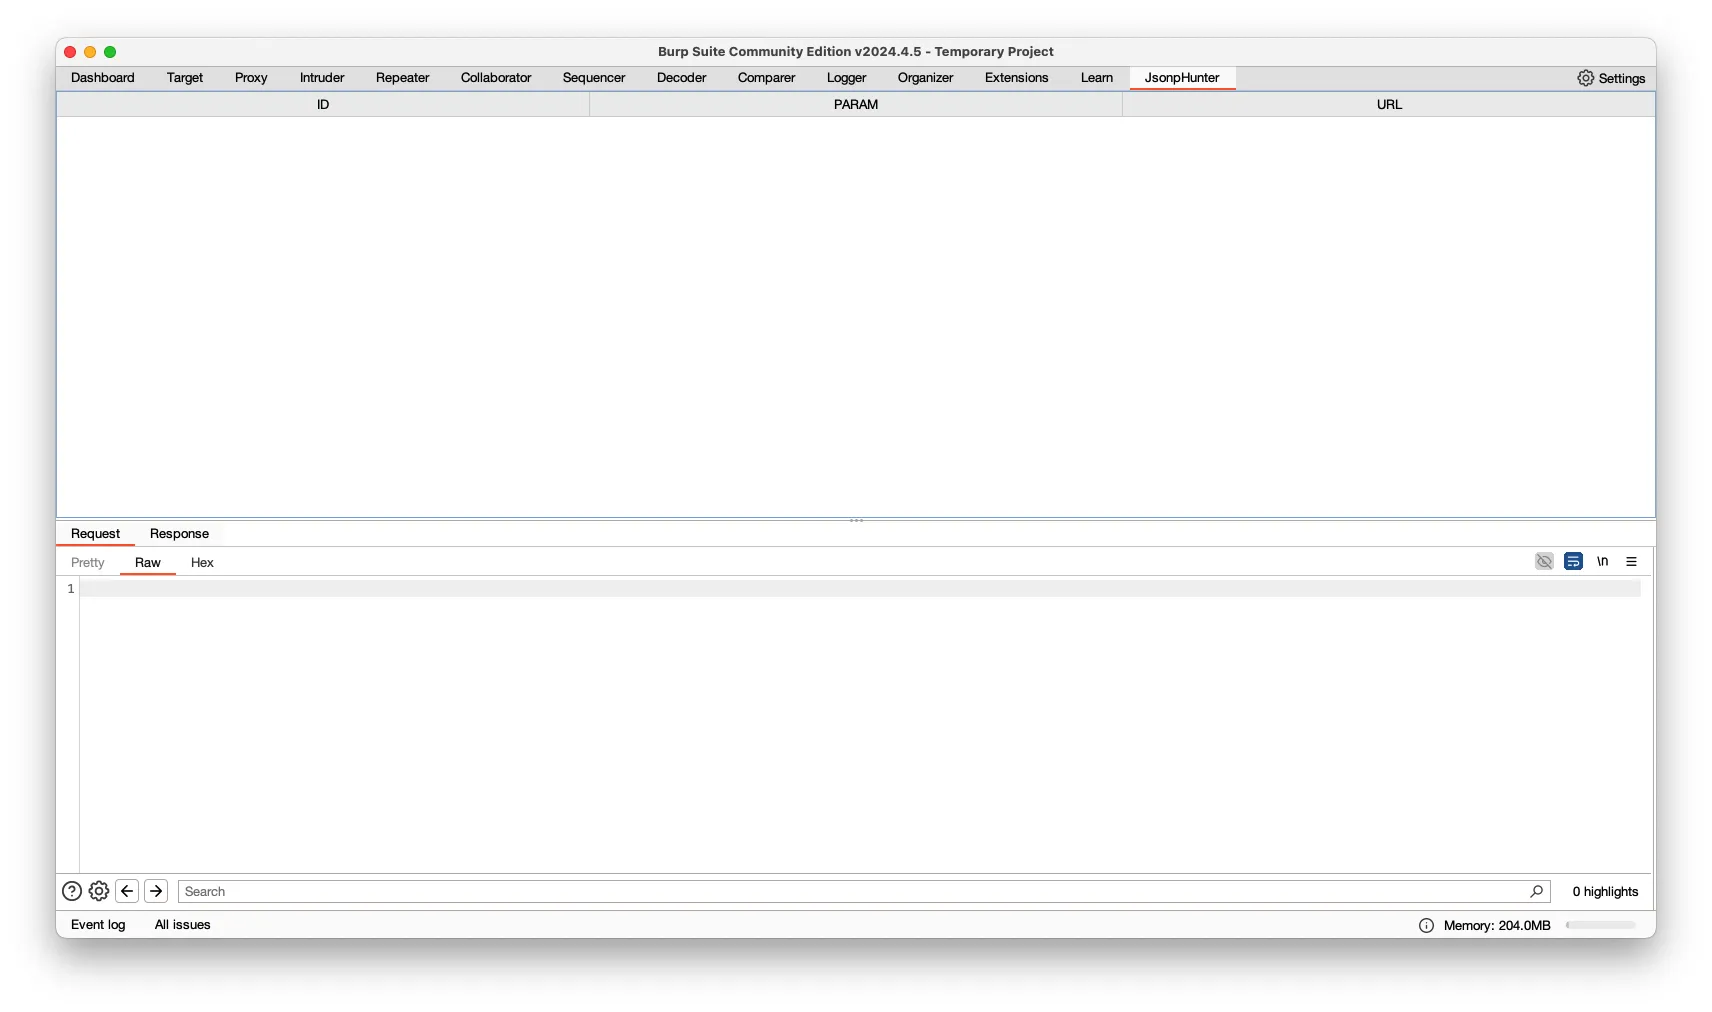 Burp Suite Community Edition v2024.4.5 - Temporary Project
Dashboard Target Proxy Intruder Repeater Collaborator Sequencer Decoder Comparer Logger Organizer Extensions Learn JsonpHunter Settings
ID PARAM URL
Request Response
Pretty Raw Hex \n
1
Search 0 highlights
Event log All issues Memory: 204.0MB